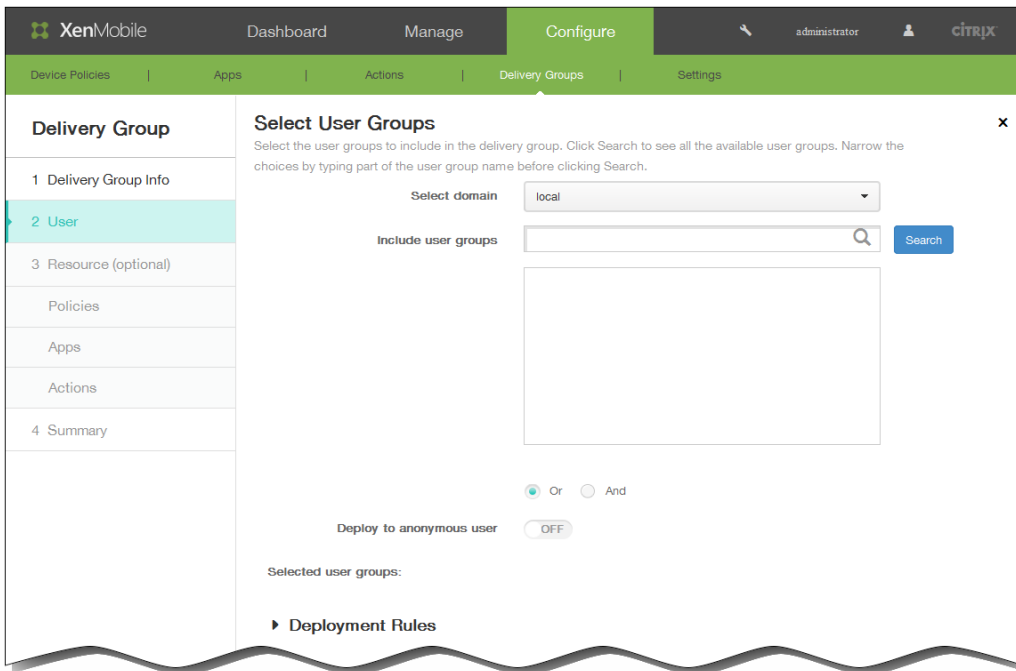 XenMobile Dashboard Manage Configure administrator CİTRIX
Device Policies | Apps | Actions | Delivery Groups | Settings
Delivery Group
1 Delivery Group Info
2 User
3 Resource (optional)
Policies
Apps
Actions
4 Summary
Select User Groups x
Select the user groups to include in the delivery group. Click Search to see all the available user groups. Narrow the
choices by typing part of the user group name before clicking Search.
Select domain local
Include user groups Search
Or And
Deploy to anonymous user OFF
Selected user groups:
Deployment Rules